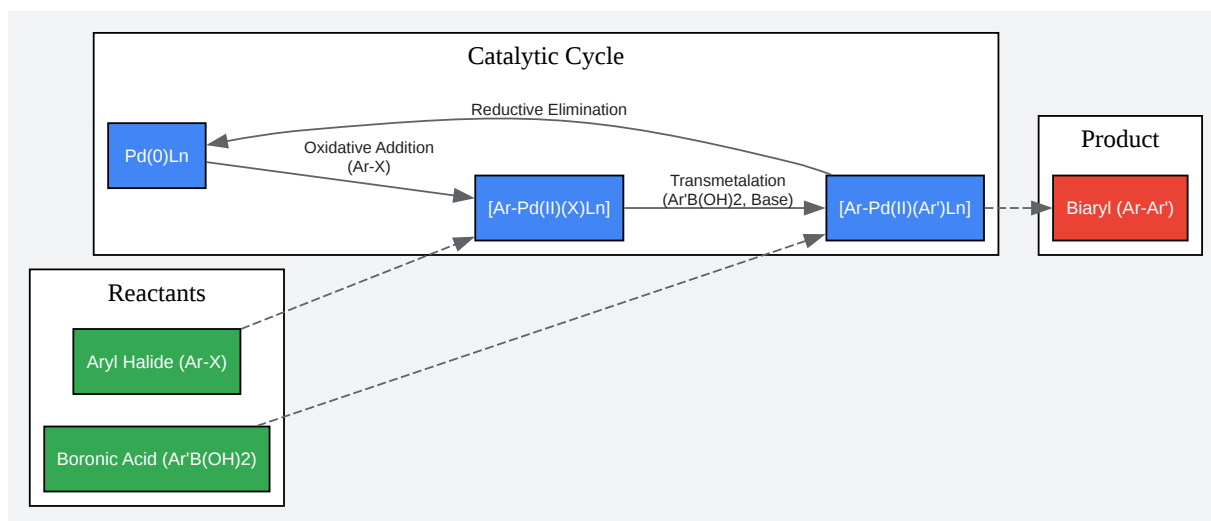 Catalytic Cycle
Reductive Elimination
Pd(0)Ln
Oxidative Addition
(Ar-X)
[Ar-Pd(II)(X)Ln]
Transmetalation
(Ar'B(OH)2, Base)
[Ar-Pd(II)(Ar')Ln]
Product
Biaryl (Ar-Ar')
Reactants
Aryl Halide (Ar-X)
Boronic Acid (Ar'B(OH)2)